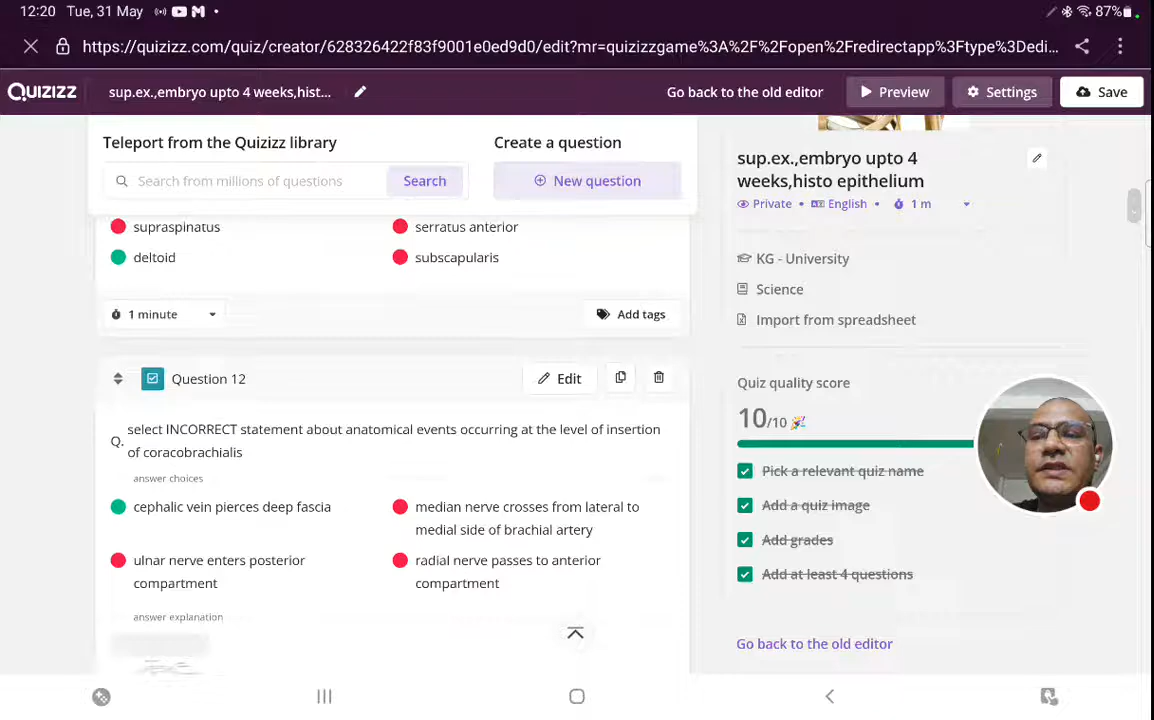 12:20 Tue, 31 May • 87%
https://quizizz.com/quiz/creator/628326422f83f9001e0ed9d0/edit?mr=quizizzgame%3A%2F%2Fopen%2Fredirectapp%3Ftype%3Dedi...
QUIZIZZ sup.ex.,embryo upto 4 weeks,hist... Go back to the old editor Preview Settings Save
Teleport from the Quizizz library Create a question
Search from millions of questions Search New question
supraspinatus serratus anterior
deltoid subscapularis
1 minute Add tags
Question 12 Edit
Q. select INCORRECT statement about anatomical events occurring at the level of insertion
of coracobrachialis
answer choices
cephalic vein pierces deep fascia median nerve crosses from lateral to
medial side of brachial artery
ulnar nerve enters posterior radial nerve passes to anterior
compartment compartment
answer explanation
sup.ex.,embryo upto 4
weeks,histo epithelium
Private • English • 1 m
KG - University
Science
Import from spreadsheet
Quiz quality score
10/10
Pick a relevant quiz name
Add a quiz image
Add grades
Add at least 4 questions
Go back to the old editor